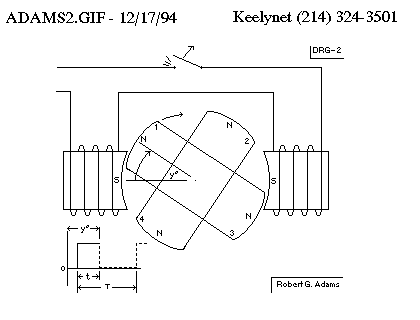 ADAMS2.GIF - 12/17/94 Keelynet (214) 324-3501
DRG-2
1
N
N
2
S
y°
S
4
N
N
3
y°
0
t
T
Robert G. Adams